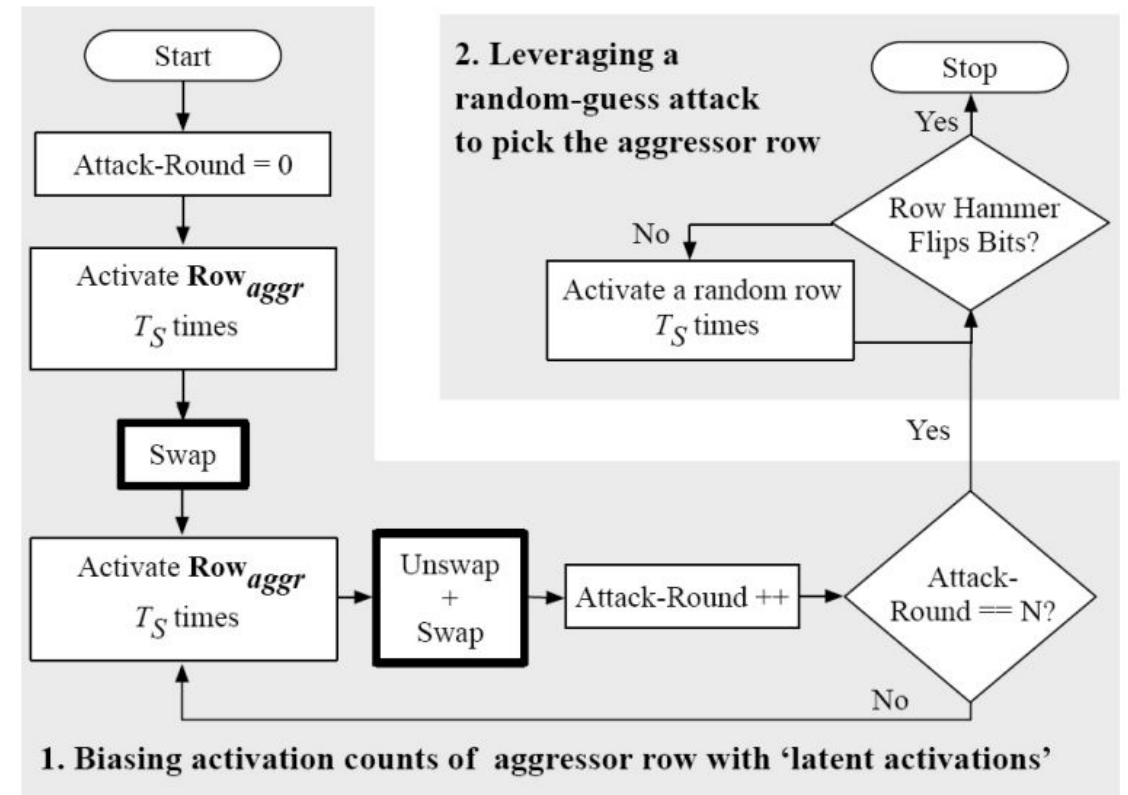 Start
Attack-Round = 0
Activate Row aggr
T S times
Swap
Activate Row aggr
T S times
Unswap
+
Swap
Attack-Round ++
Attack-
Round == N?
No
Yes
1. Biasing activation counts of aggressor row with ‘latent activations’
2. Leveraging a
random-guess attack
to pick the aggressor row
Stop
Yes
Row Hammer
Flips Bits?
No
Activate a random row
T S times